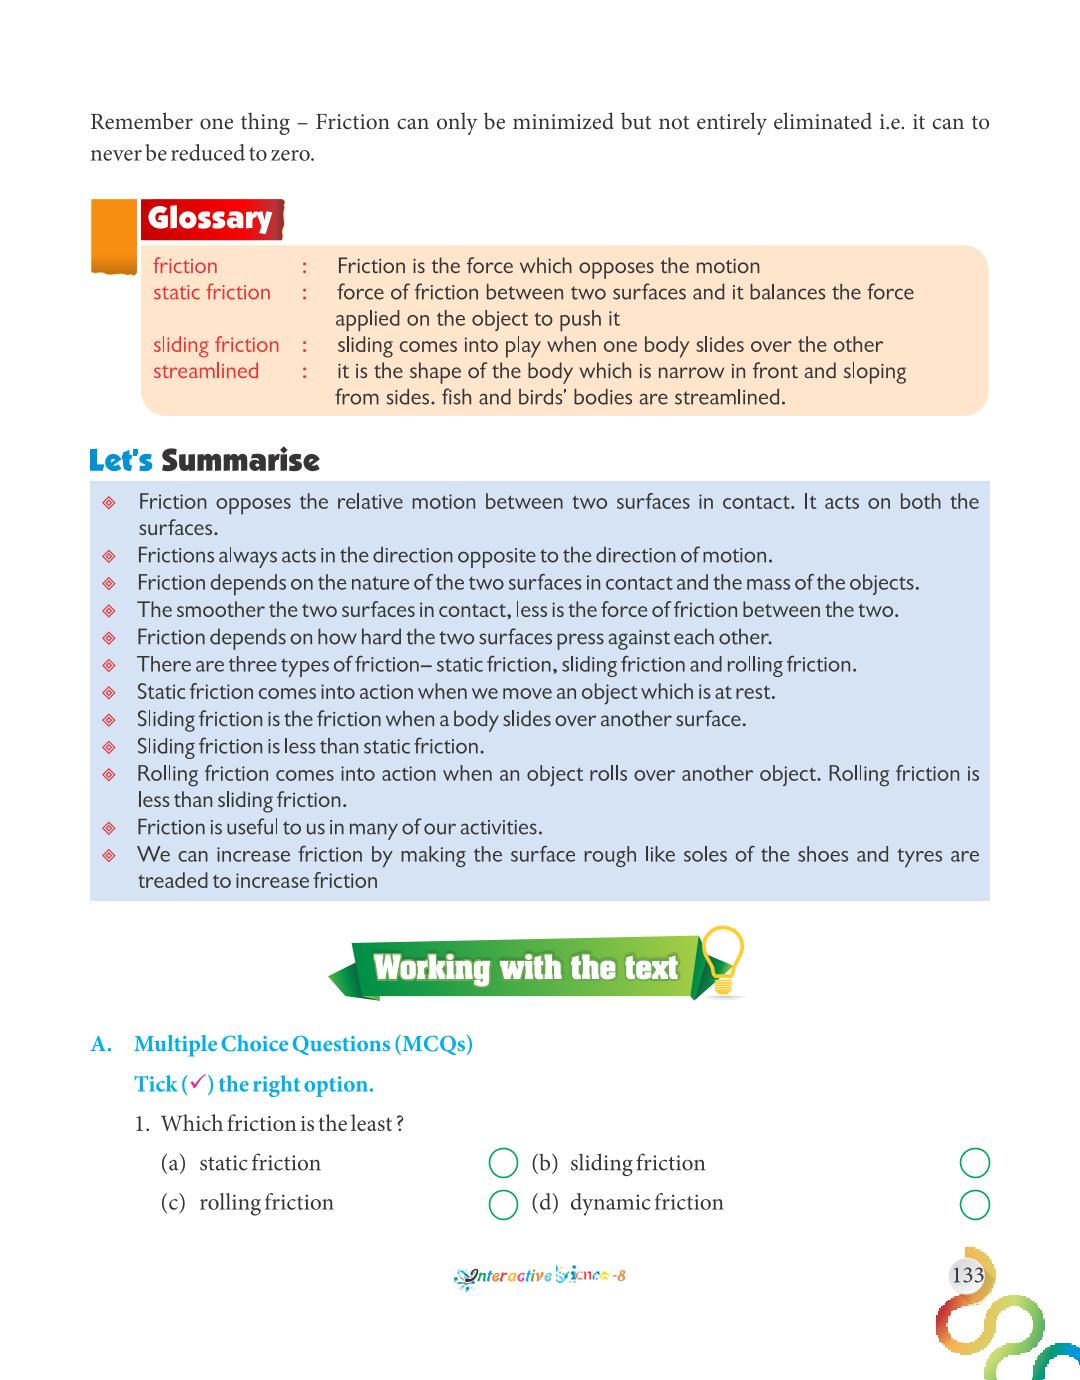 Remember one thing – Friction can only be minimized but not entirely eliminated i.e. it can to
never be reduced to zero.
Glossary
friction : Friction is the force which opposes the motion
static friction : force of friction between two surfaces and it balances the force
applied on the object to push it
sliding friction : sliding comes into play when one body slides over the other
streamlined : it is the shape of the body which is narrow in front and sloping
from sides. fish and birds' bodies are streamlined.
Let's Summarise
Friction opposes the relative motion between two surfaces in contact. It acts on both the
surfaces.
Frictions always acts in the direction opposite to the direction of motion.
Friction depends on the nature of the two surfaces in contact and the mass of the objects.
The smoother the two surfaces in contact, less is the force of friction between the two.
Friction depends on how hard the two surfaces press against each other.
There are three types of friction– static friction, sliding friction and rolling friction.
Static friction comes into action when we move an object which is at rest.
Sliding friction is the friction when a body slides over another surface.
Sliding friction is less than static friction.
Rolling friction comes into action when an object rolls over another object. Rolling friction is
less than sliding friction.
Friction is useful to us in many of our activities.
We can increase friction by making the surface rough like soles of the shoes and tyres are
treaded to increase friction
Working with the text
A. Multiple Choice Questions (MCQs)
Tick (✓) the right option.
1. Which friction is the least ?
(a) static friction (b) sliding friction
(c) rolling friction (d) dynamic friction
Interactive Science-8
133